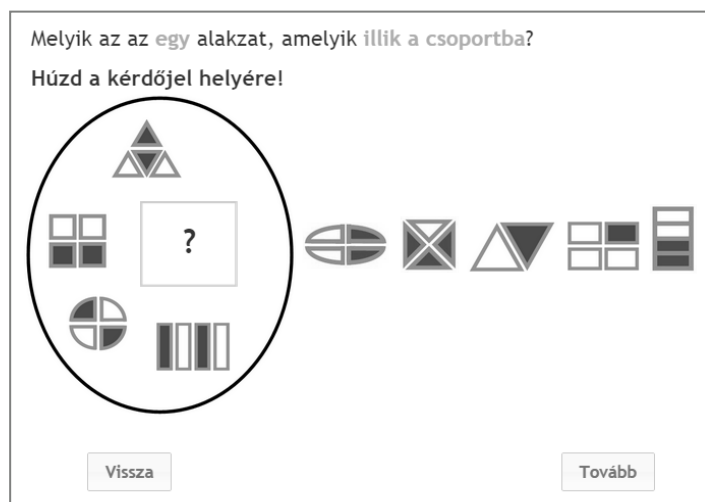 Melyik az az egy alakzat, amelyik illik a csoportba?
Húzd a kérdőjel helyére!
?
Vissza
Tovább